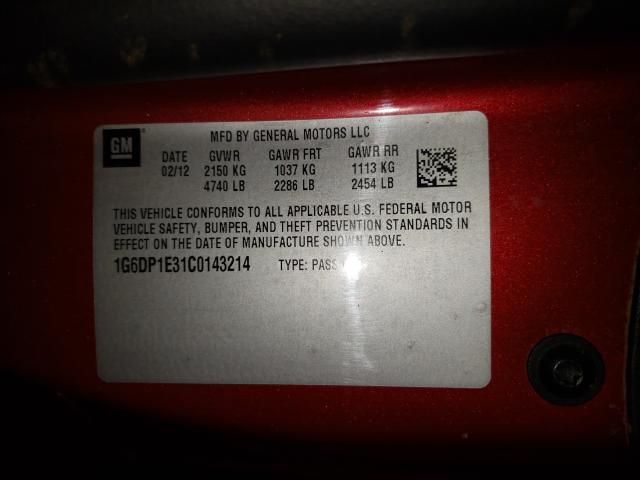 GM
MFD BY GENERAL MOTORS LLC
DATE GVWR GAWR FRT GAWR RR
02/12 2150 KG 1037 KG 1113 KG
4740 LB 2286 LB 2454 LB
THIS VEHICLE CONFORMS TO ALL APPLICABLE U.S. FEDERAL MOTOR
VEHICLE SAFETY, BUMPER, AND THEFT PREVENTION STANDARDS IN
EFFECT ON THE DATE OF MANUFACTURE SHOWN ABOVE.
1G6DP1E31C0143214 TYPE: PASS